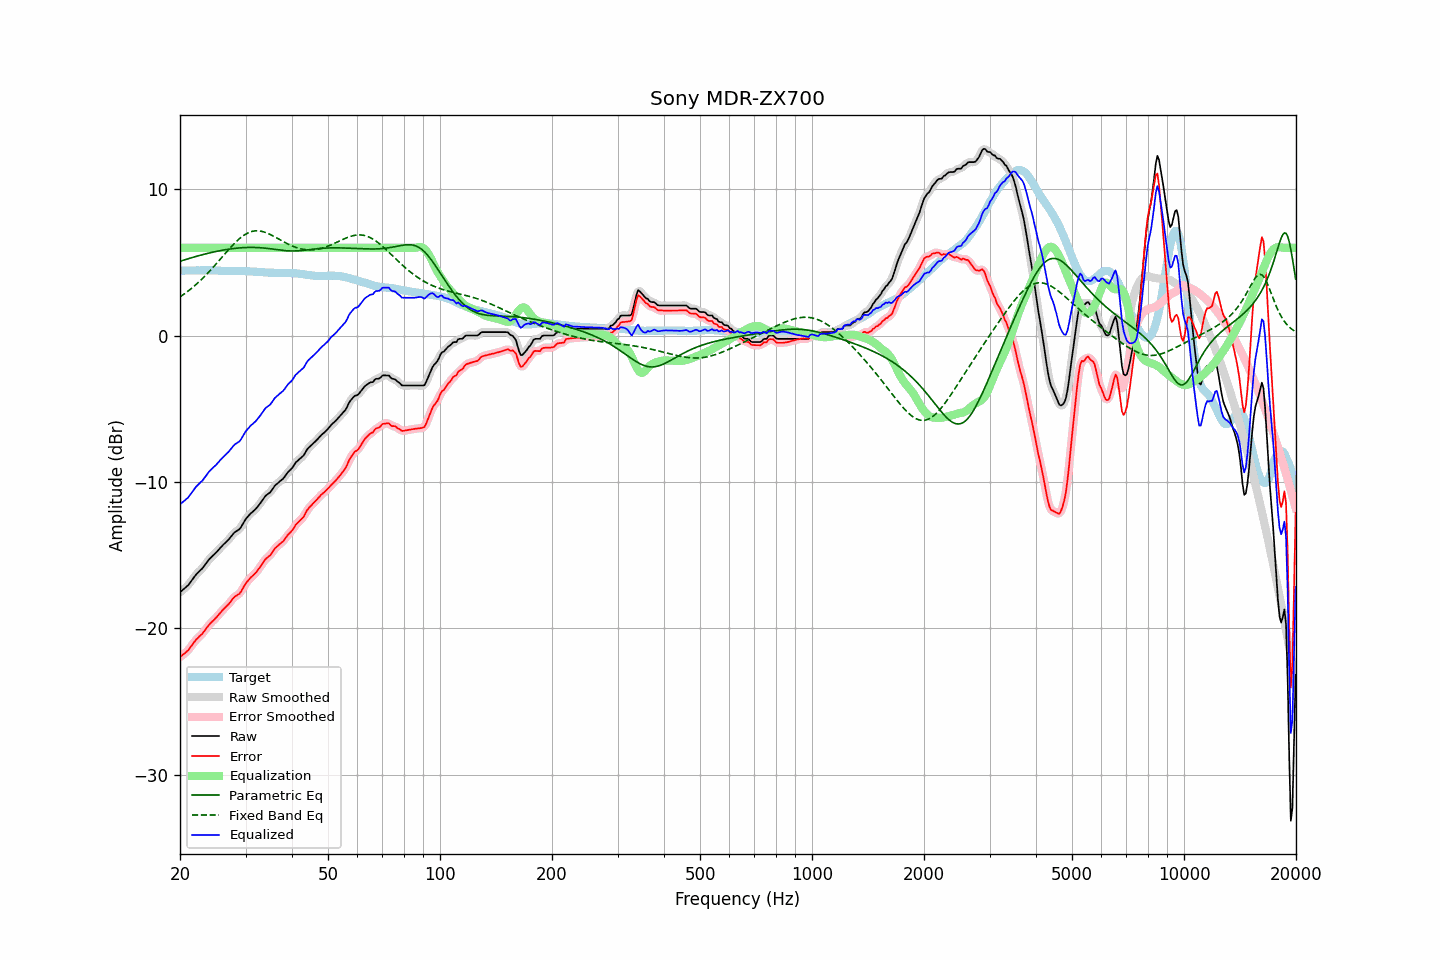 Sony MDR-ZX700
Amplitude (dBr)
10
0
−10
−20
−30
Target
Raw Smoothed
Error Smoothed
Raw
Error
Equalization
Parametric Eq
Fixed Band Eq
Equalized
20 50 100 200 500 1000 2000 5000 10000 20000
Frequency (Hz)